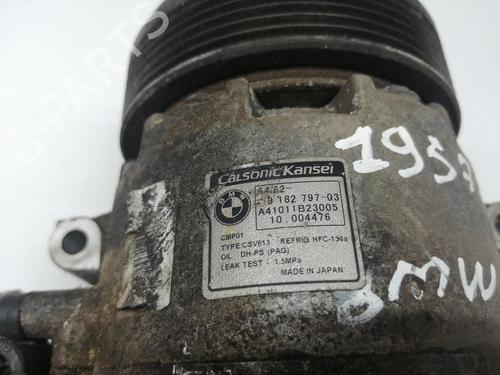 B-PARTS
CalsonicKansei
BMW
64.52-
9 182 797-03
A41011B23005
10.004476
CMP01
TYPE:CSV613 REFRIG HFC-134a
OIL DH-PS (PAG)
LEAK TEST : 1.5MPa
MADE IN JAPAN
1957
BMW